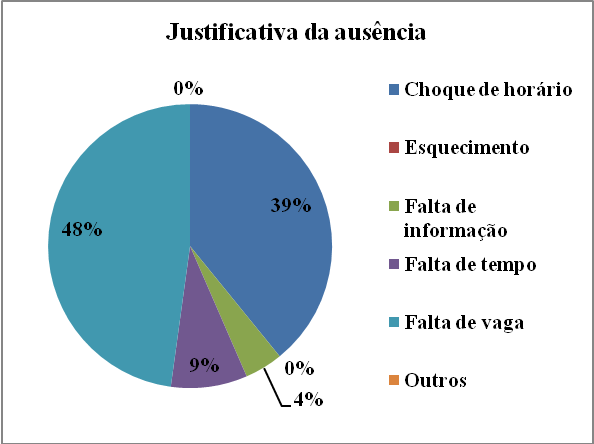 Justificativa da ausência
0%
39%
48%
9%
0%
4%
Choque de horário
Esquecimento
Falta de
informação
Falta de tempo
Falta de vaga
Outros